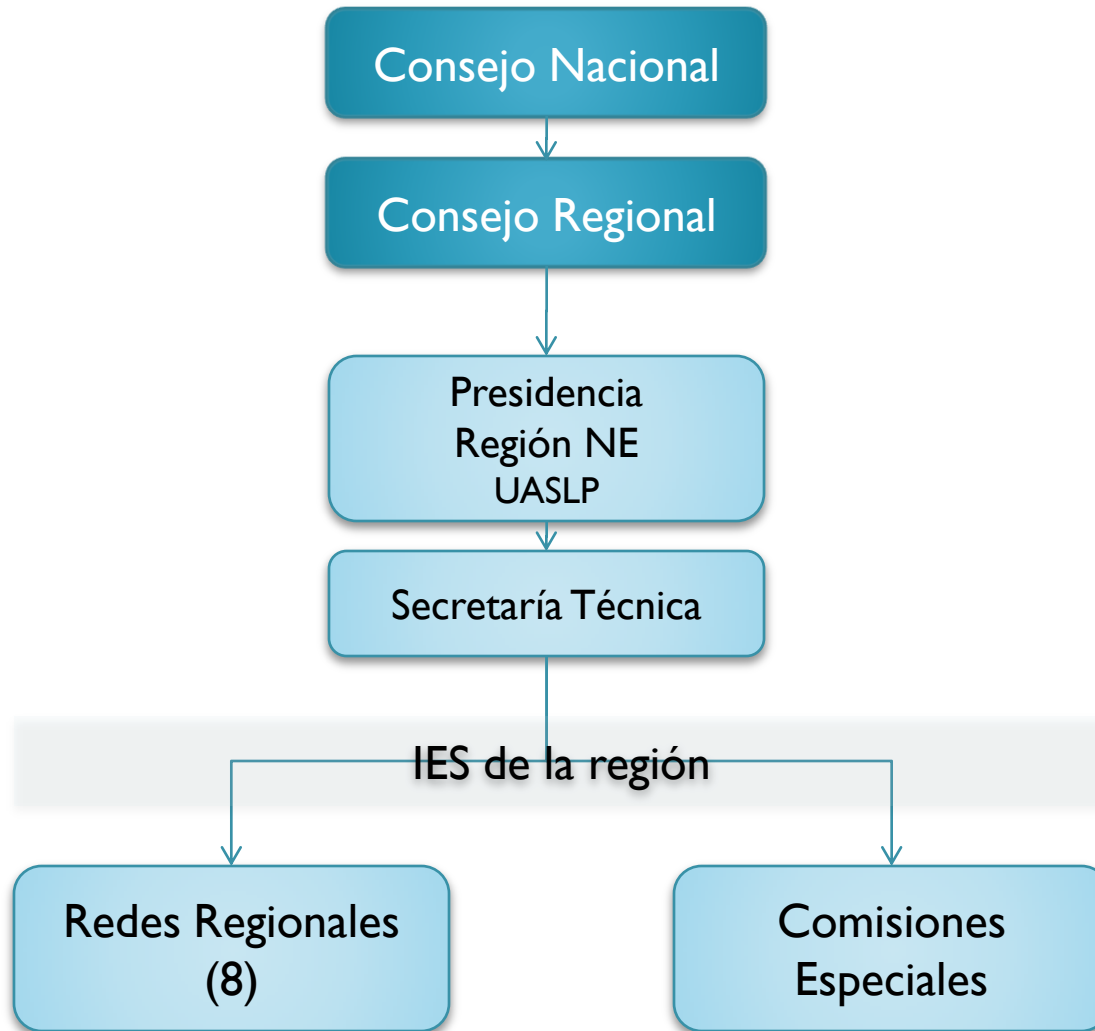 Consejo Nacional
Consejo Regional
Presidencia
Región NE
UASLP
Secretaría Técnica
IES de la región
Redes Regionales
(8)
Comisiones
Especiales